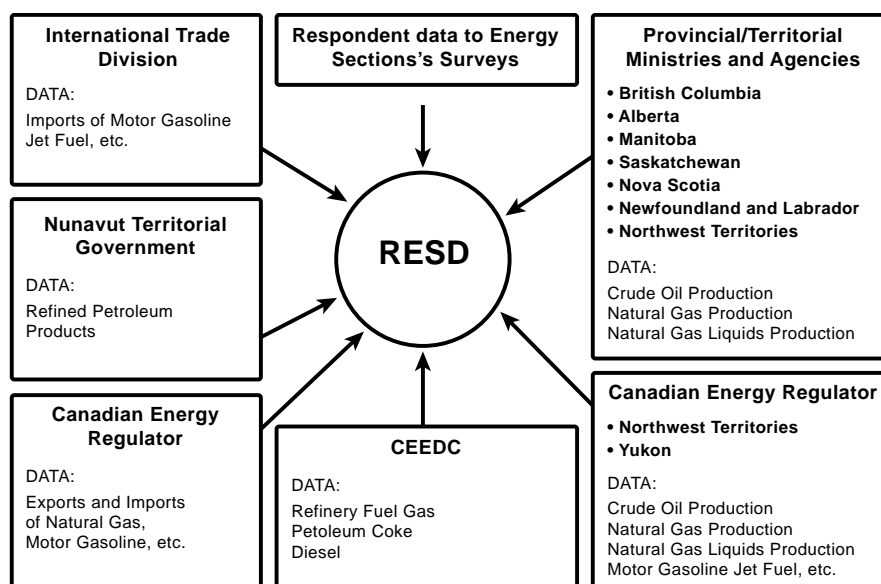 International Trade
Division
DATA:
Imports of Motor Gasoline
Jet Fuel, etc.
Respondent data to Energy
Sections's Surveys
Provincial/Territorial
Ministries and Agencies
• British Columbia
• Alberta
• Manitoba
• Saskatchewan
• Nova Scotia
• Newfoundland and Labrador
• Northwest Territories
DATA:
Crude Oil Production
Natural Gas Production
Natural Gas Liquids Production
Nunavut Territorial
Government
DATA:
Refined Petroleum
Products
RESD
Canadian Energy
Regulator
DATA:
Exports and Imports
of Natural Gas,
Motor Gasoline, etc.
CEEDC
DATA:
Refinery Fuel Gas
Petoleum Coke
Diesel
Canadian Energy Regulator
• Northwest Territories
• Yukon
DATA:
Crude Oil Production
Natural Gas Production
Natural Gas Liquids Production
Motor Gasoline Jet Fuel, etc.